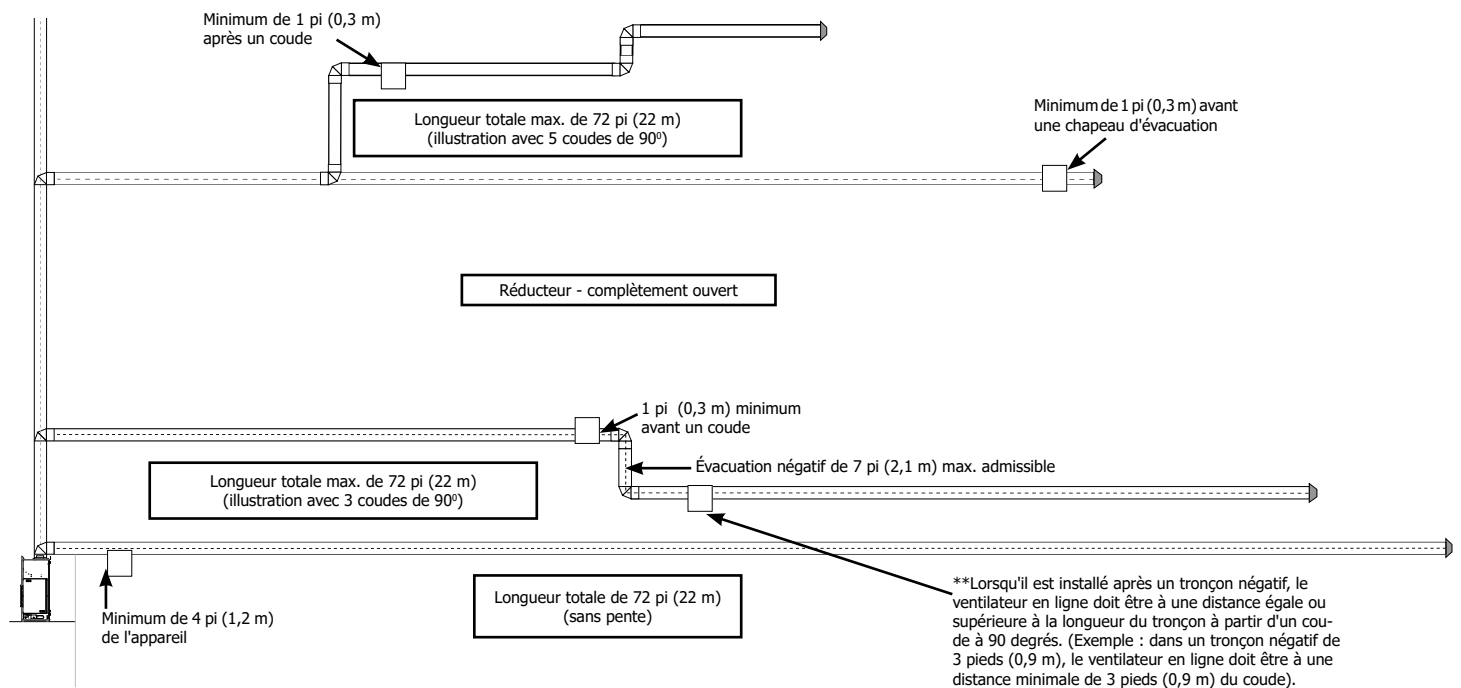 Minimum de 1 pi (0,3 m)
après un coude
Longueur totale max. de 72 pi (22 m)
(illustration avec 5 coudes de 90⁰)
Minimum de 1 pi (0,3 m) avant
une chapeau d'évacuation
Réducteur - complètement ouvert
1 pi (0,3 m) minimum
avant un coude
Évacuation négatif de 7 pi (2,1 m) max. admissible
Longueur totale max. de 72 pi (22 m)
(illustration avec 3 coudes de 90⁰)
Minimum de 4 pi (1,2 m)
de l'appareil
Longueur totale de 72 pi (22 m)
(sans pente)
**Lorsqu'il est installé après un tronçon négatif, le
ventilateur en ligne doit être à une distance égale ou
supérieure à la longueur du tronçon à partir d'un cou-
de à 90 degrés. (Exemple : dans un tronçon négatif de
3 pieds (0,9 m), le ventilateur en ligne doit être à une
distance minimale de 3 pieds (0,9 m) du coude).